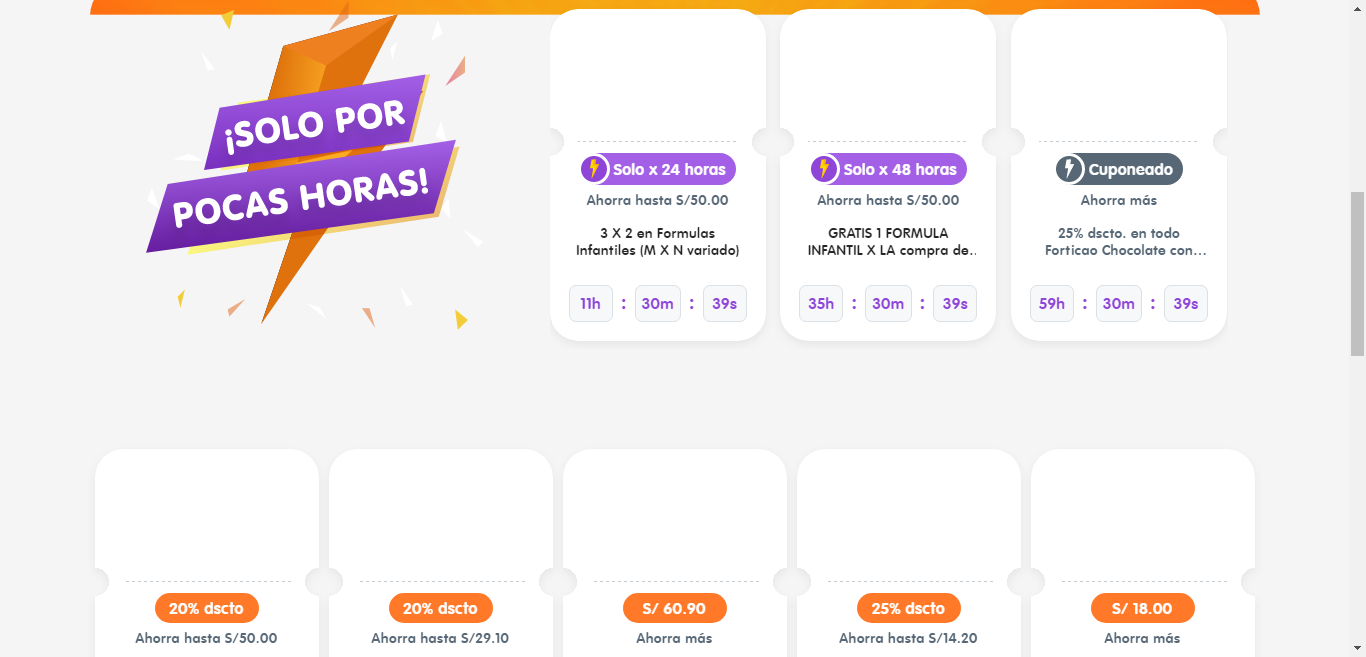 ¡SOLO POR
POCAS HORAS!
Solo x 24 horas
Ahorra hasta S/50.00
3 X 2 en Formulas
Infantiles (M X N variado)
11h : 30m : 39s
Solo x 48 horas
Ahorra hasta S/50.00
GRATIS 1 FORMULA
INFANTIL X LA compra de..
35h : 30m : 39s
Cuponeado
Ahorra más
25% dscto. en todo
Forticao Chocolate con...
59h : 30m : 39s
20% dscto
Ahorra hasta S/50.00
20% dscto
Ahorra hasta S/29.10
S/ 60.90
Ahorra más
25% dscto
Ahorra hasta S/14.20
S/ 18.00
Ahorra más